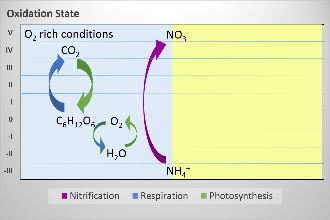 Oxidation State
V
O₂ rich conditions
NO₃
IV
CO₂
III
II
I
0
C₆H₁₂O₆
O₂
-I
-II
H₂O
-III
NH₄⁺
Nitrification
Respiration
Photosynthesis